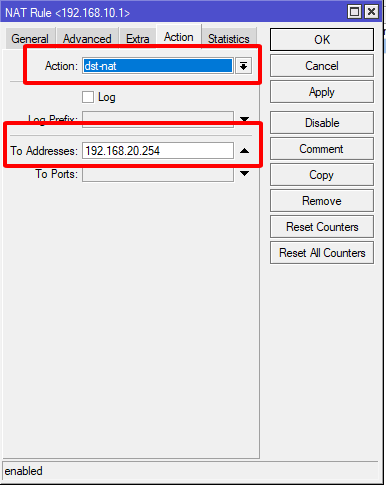 NAT Rule <192.168.10.1>
General Advanced Extra Action Statistics
Action: dst-nat
Log
Log Prefix:
To Addresses: 192.168.20.254
To Ports:
OK
Cancel
Apply
Disable
Comment
Copy
Remove
Reset Counters
Reset All Counters
enabled